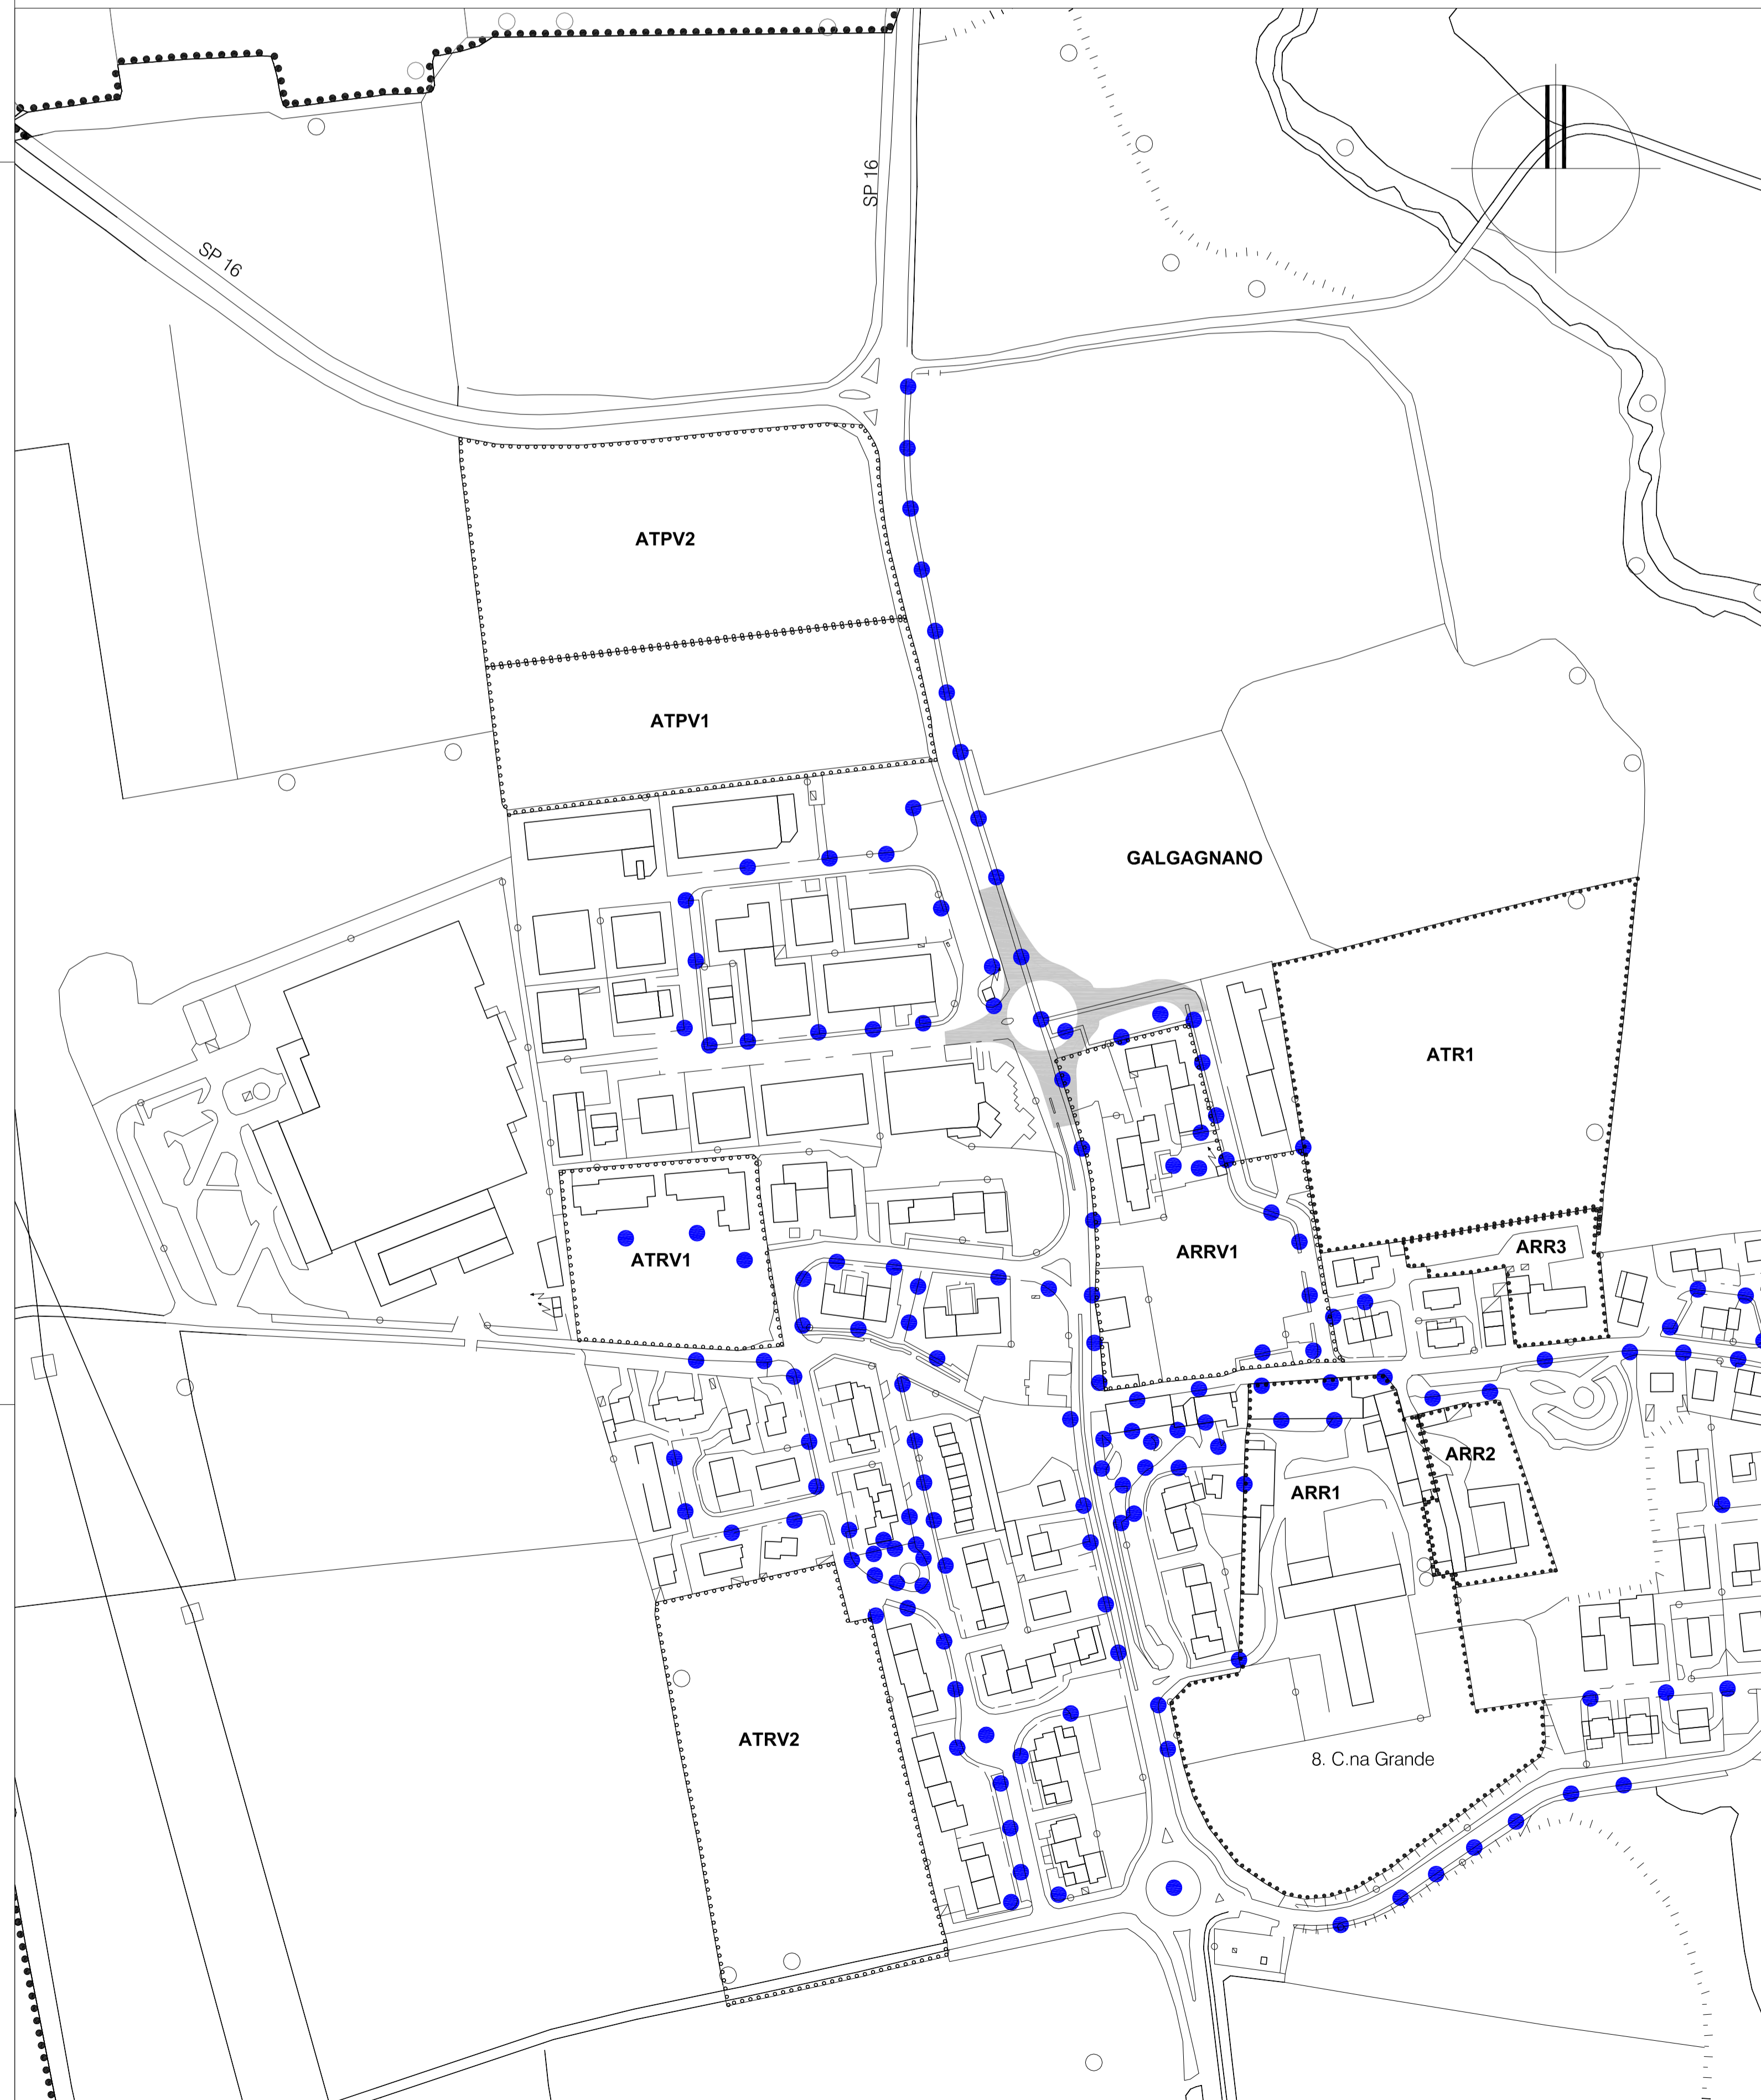 SP 16
SP 16
ATPV2
ATPV1
GALGAGNANO
ATR1
ARR3
ARRV1
ATRV1
ARR2
ARR1
ATRV2
8. C.na Grande